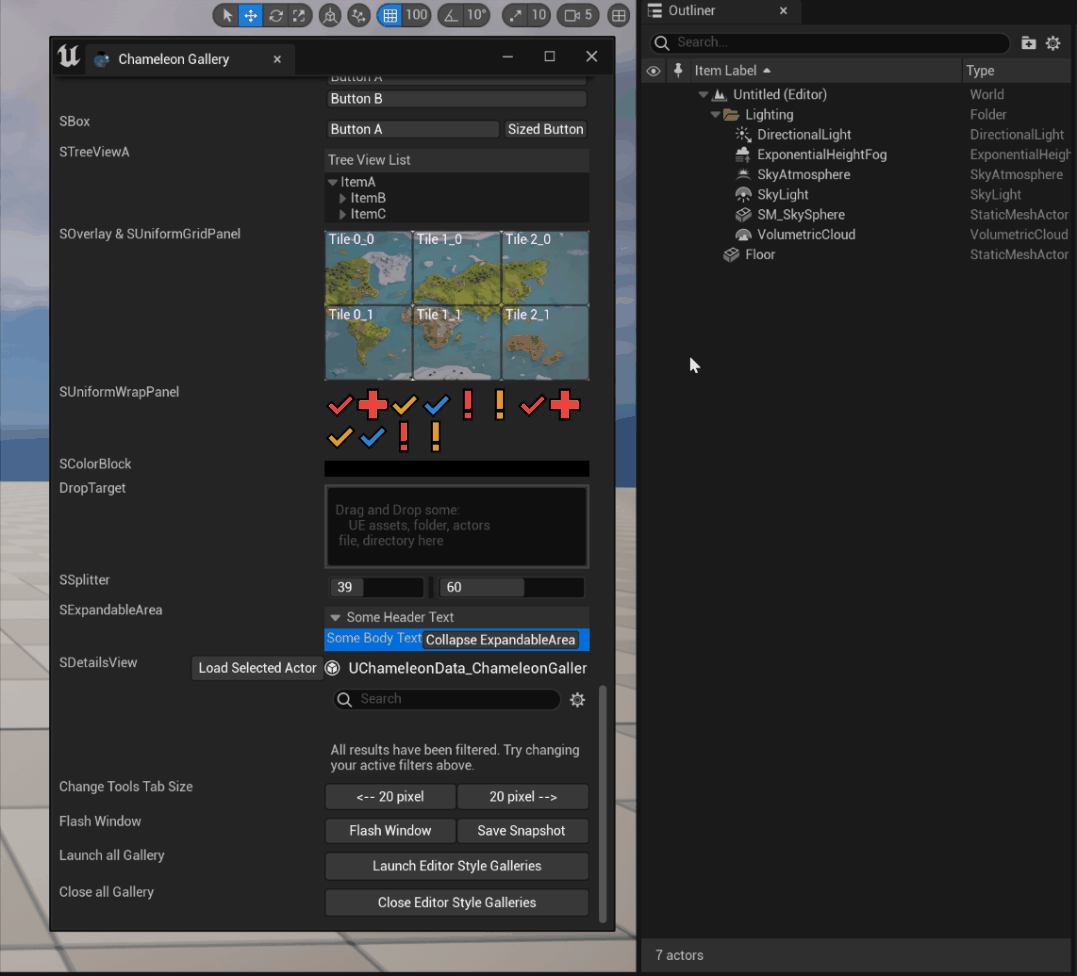 100
10°
10
5
Chameleon Gallery
Button A
Button B
SBox
Button A
Sized Button
STreeViewA
Tree View List
ItemA
ItemB
ItemC
SOverlay & SUniformGridPanel
Tile 0_0
Tile 1_0
Tile 2_0
Tile 0_1
Tile 1_1
Tile 2_1
SUniformWrapPanel
SColorBlock
DropTarget
Drag and Drop some:
UE assets, folder, actors
file, directory here
SSplitter
39
60
SExpandableArea
Some Header Text
Some Body Text
Collapse ExpandableArea
SDetailsView
Load Selected Actor
UChameleonData_ChameleonGaller
Search
All results have been filtered. Try changing
your active filters above.
Change Tools Tab Size
<-- 20 pixel
20 pixel -->
Flash Window
Flash Window
Save Snapshot
Launch all Gallery
Launch Editor Style Galleries
Close all Gallery
Close Editor Style Galleries
Outliner
Search...
Item Label
Type
Untitled (Editor)
World
Lighting
Folder
DirectionalLight
DirectionalLight
ExponentialHeightFog
ExponentialHeigh
SkyAtmosphere
SkyAtmosphere
SkyLight
SkyLight
SM_SkySphere
StaticMeshActor
VolumetricCloud
VolumetricCloud
Floor
StaticMeshActor
7 actors